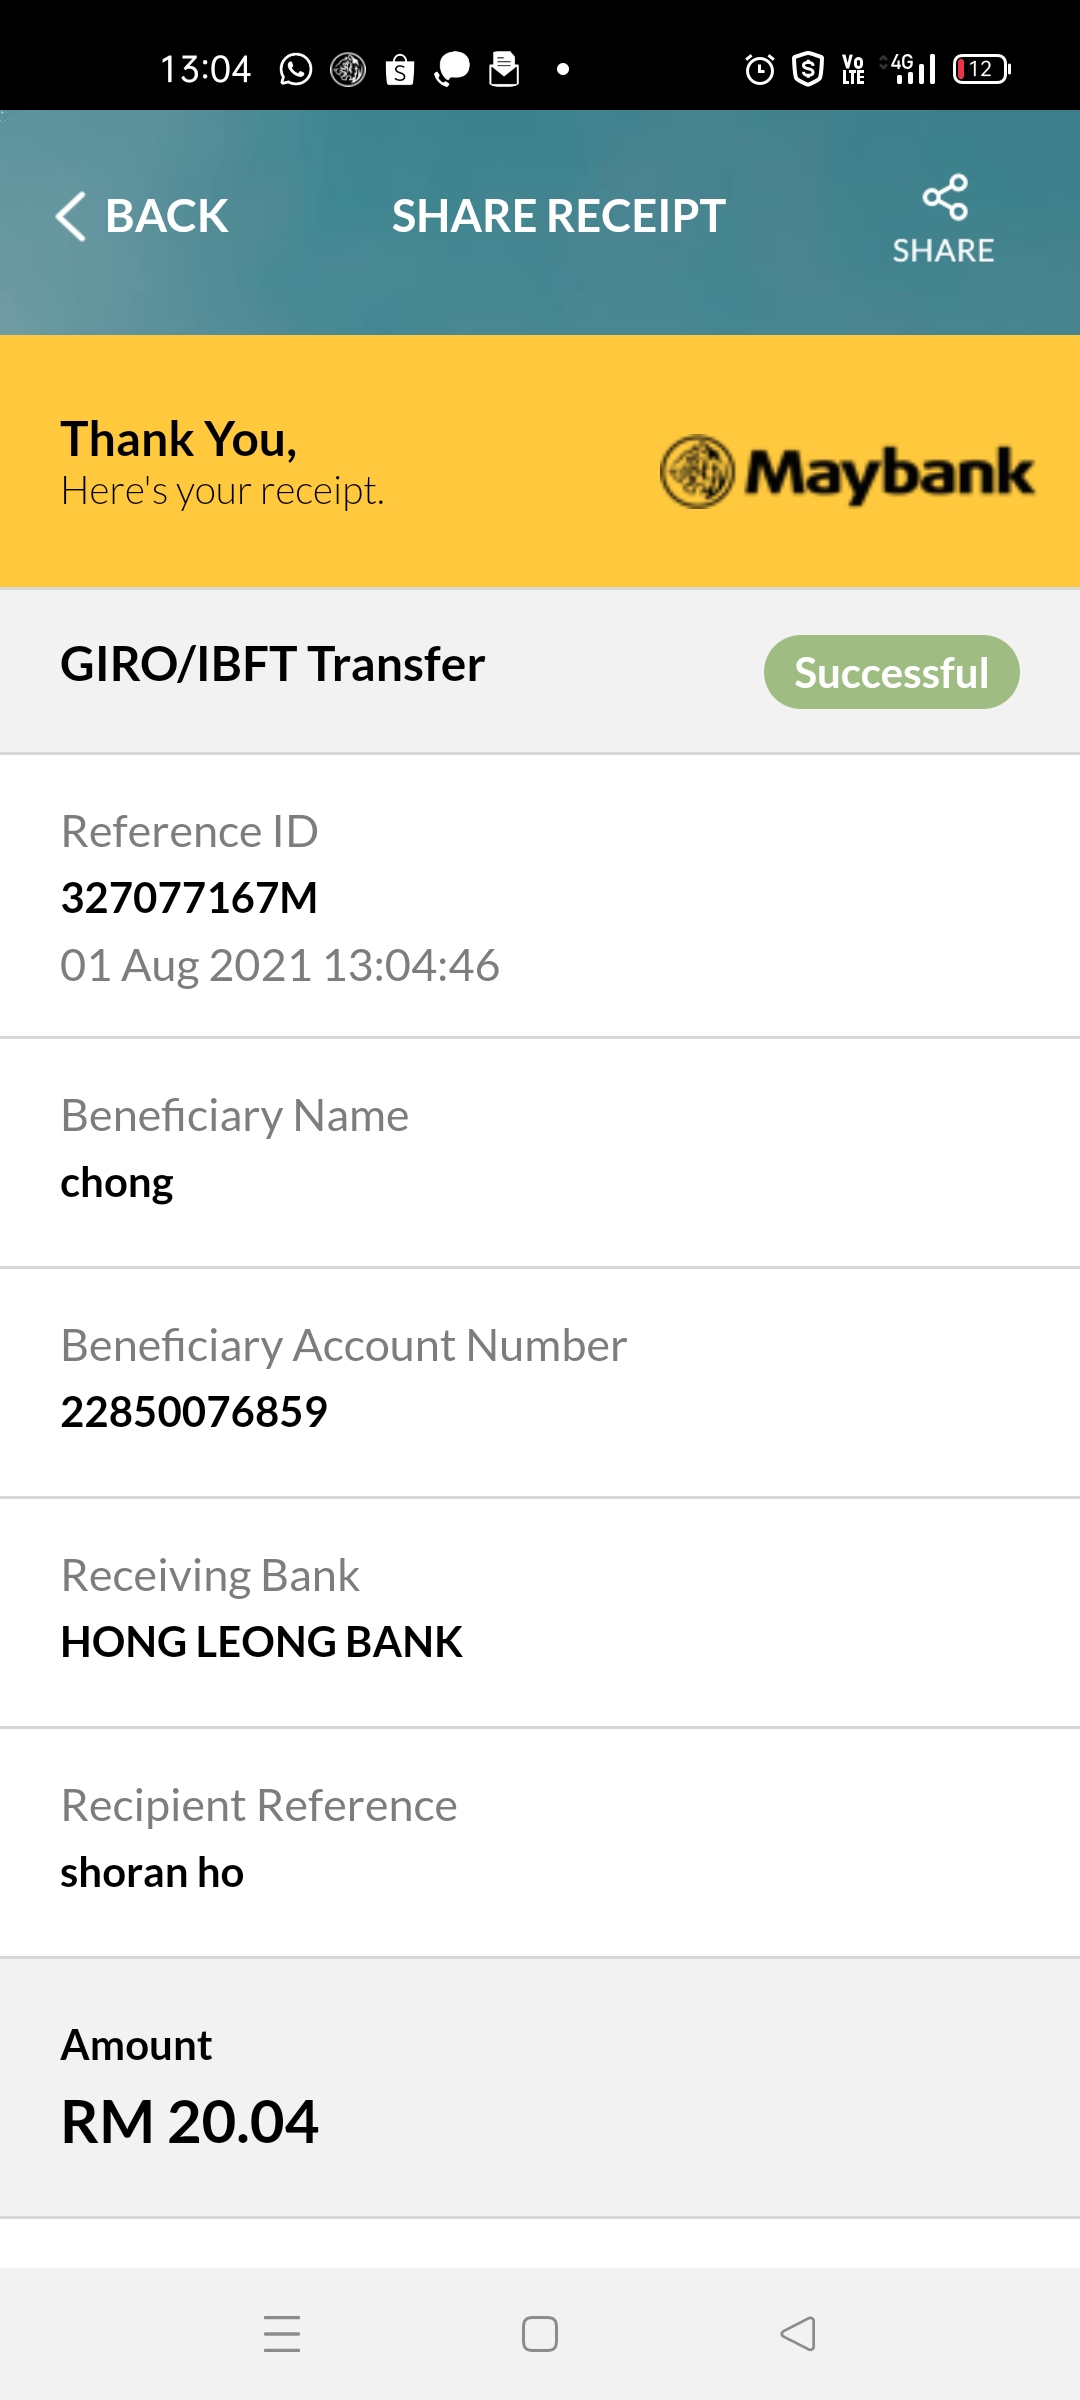 13:04 Vo LTE 4G 12
BACK SHARE RECEIPT SHARE
Thank You,
Here's your receipt.
Maybank
GIRO/IBFT Transfer Successful
Reference ID
327077167M
01 Aug 2021 13:04:46
Beneficiary Name
chong
Beneficiary Account Number
22850076859
Receiving Bank
HONG LEONG BANK
Recipient Reference
shoran ho
Amount
RM 20.04